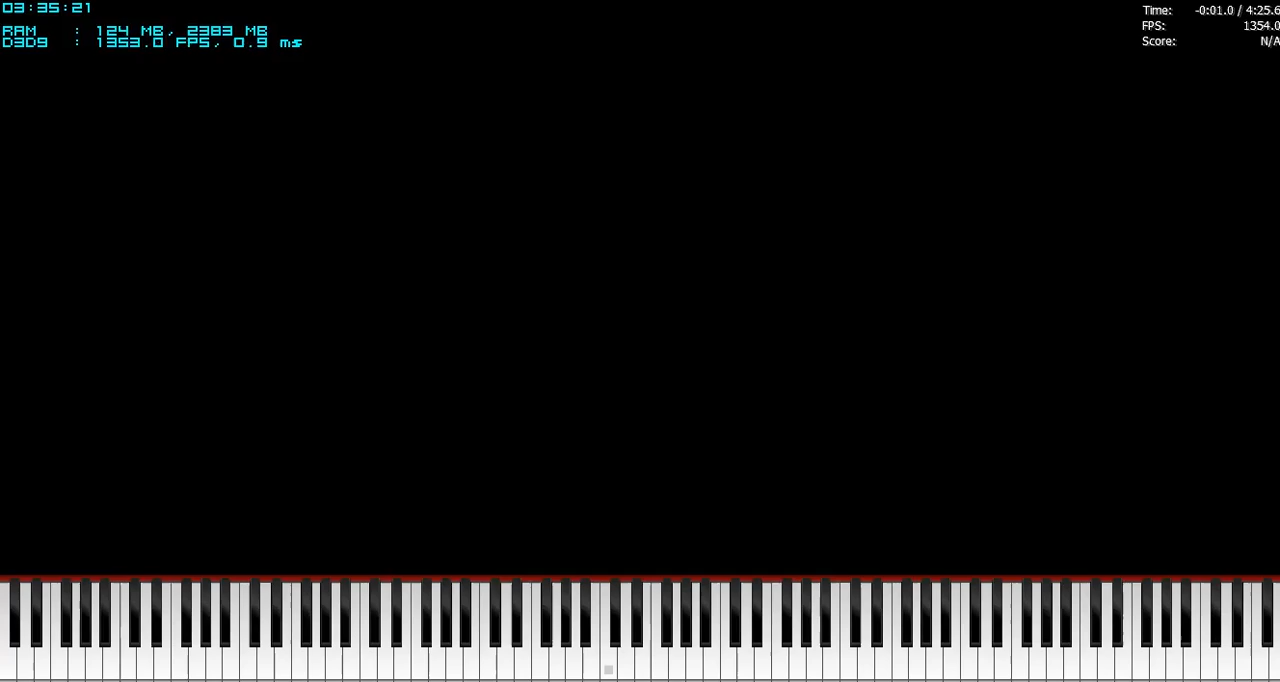 03:35:21
RAM : 124 MB, 2383 MB
D3D9 : 1353.0 FPS, 0.9 ms
Time: -0:01.0 / 4:25.6
FPS: 1354.0
Score: N/A